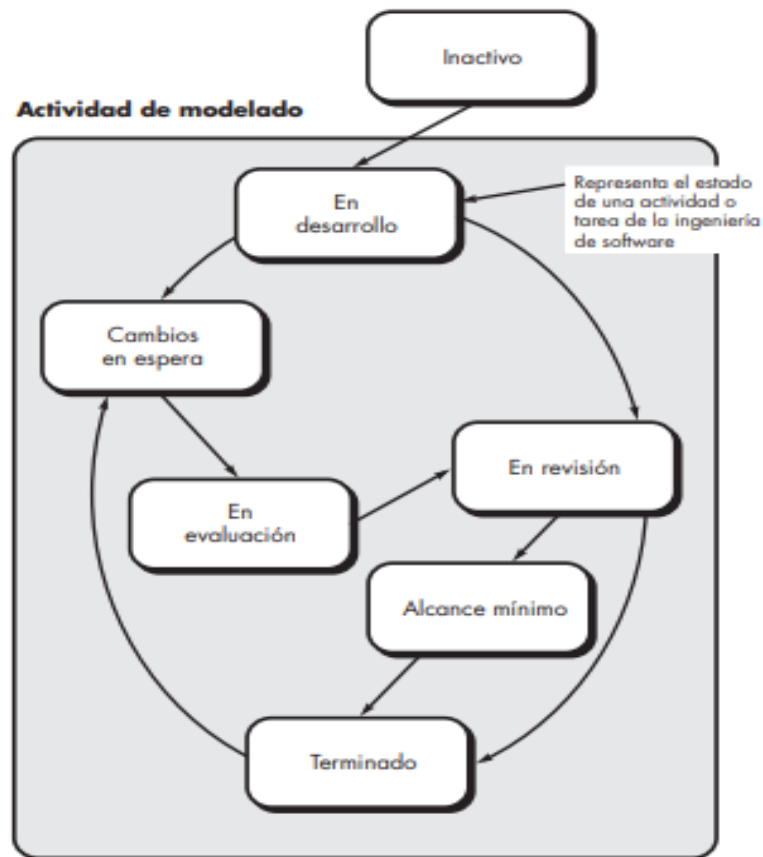 Inactivo
Actividad de modelado
En
desarrollo
Representa el estado
de una actividad o
tarea de la ingeniería
de software
Cambios
en espera
En revisión
En
evaluación
Alcance mínimo
Terminado